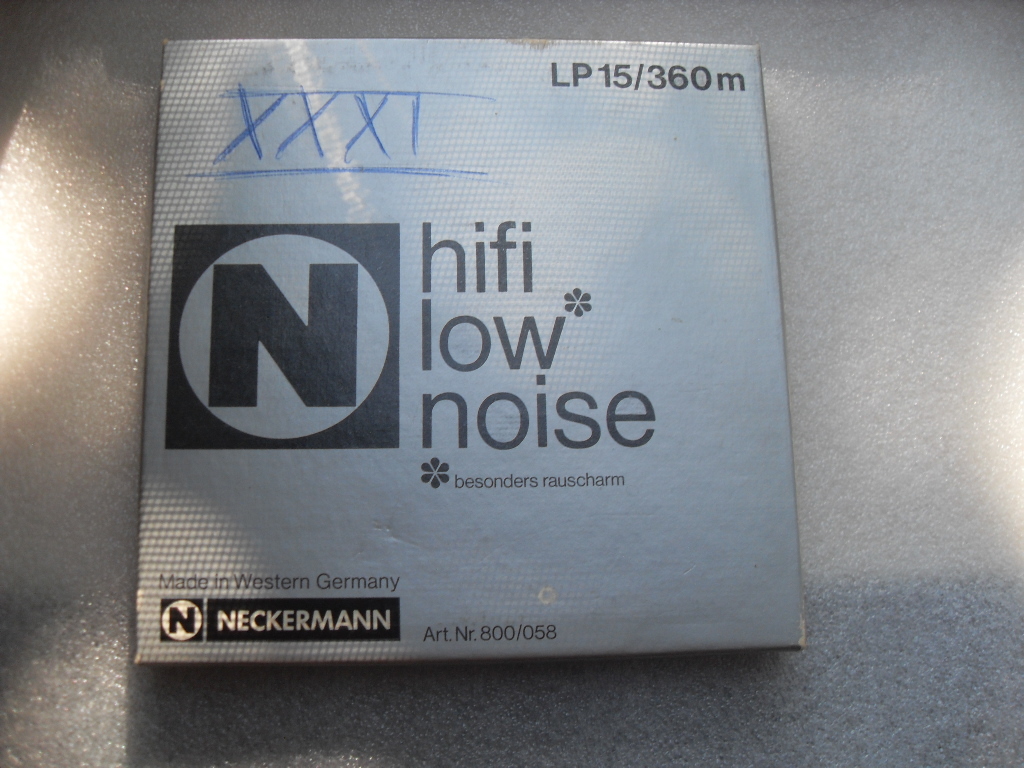 LP 15/360 m
XXXI
N
hifi
low*
noise
* besonders rauscharm
Made in Western Germany
N NECKERMANN
Art. Nr. 800/058